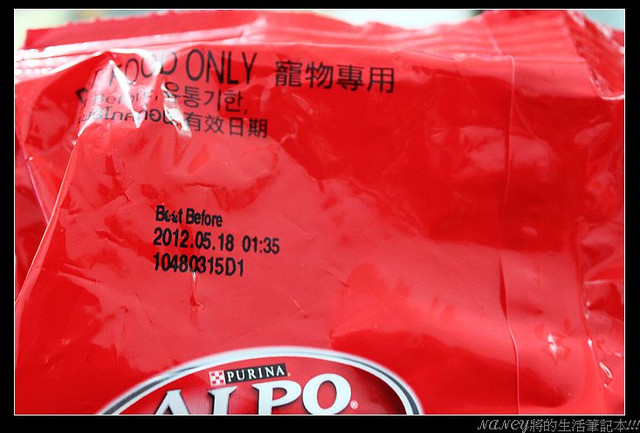 FOOD ONLY 寵物專用
유통기한,
有效日期
Best Before
2012.05.18 01:35
10480315D1
PURINA®
ALPO®
NANCY將的生活筆記本!!!